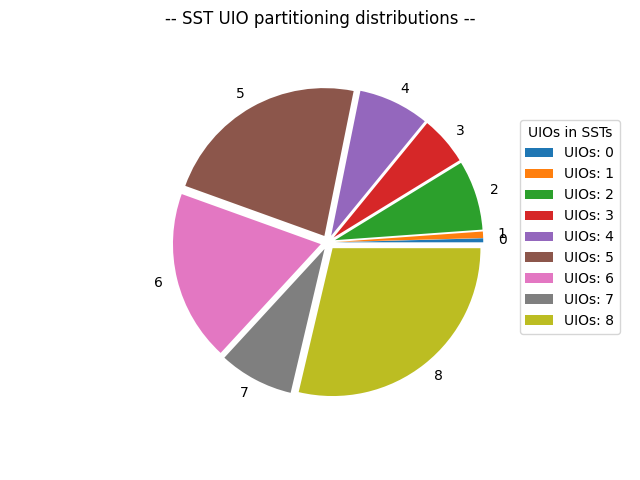 -- SST UIO partitioning distributions --
5
4
3
2
1
0
6
7
8
UIOs in SSTs
UIOs: 0
UIOs: 1
UIOs: 2
UIOs: 3
UIOs: 4
UIOs: 5
UIOs: 6
UIOs: 7
UIOs: 8